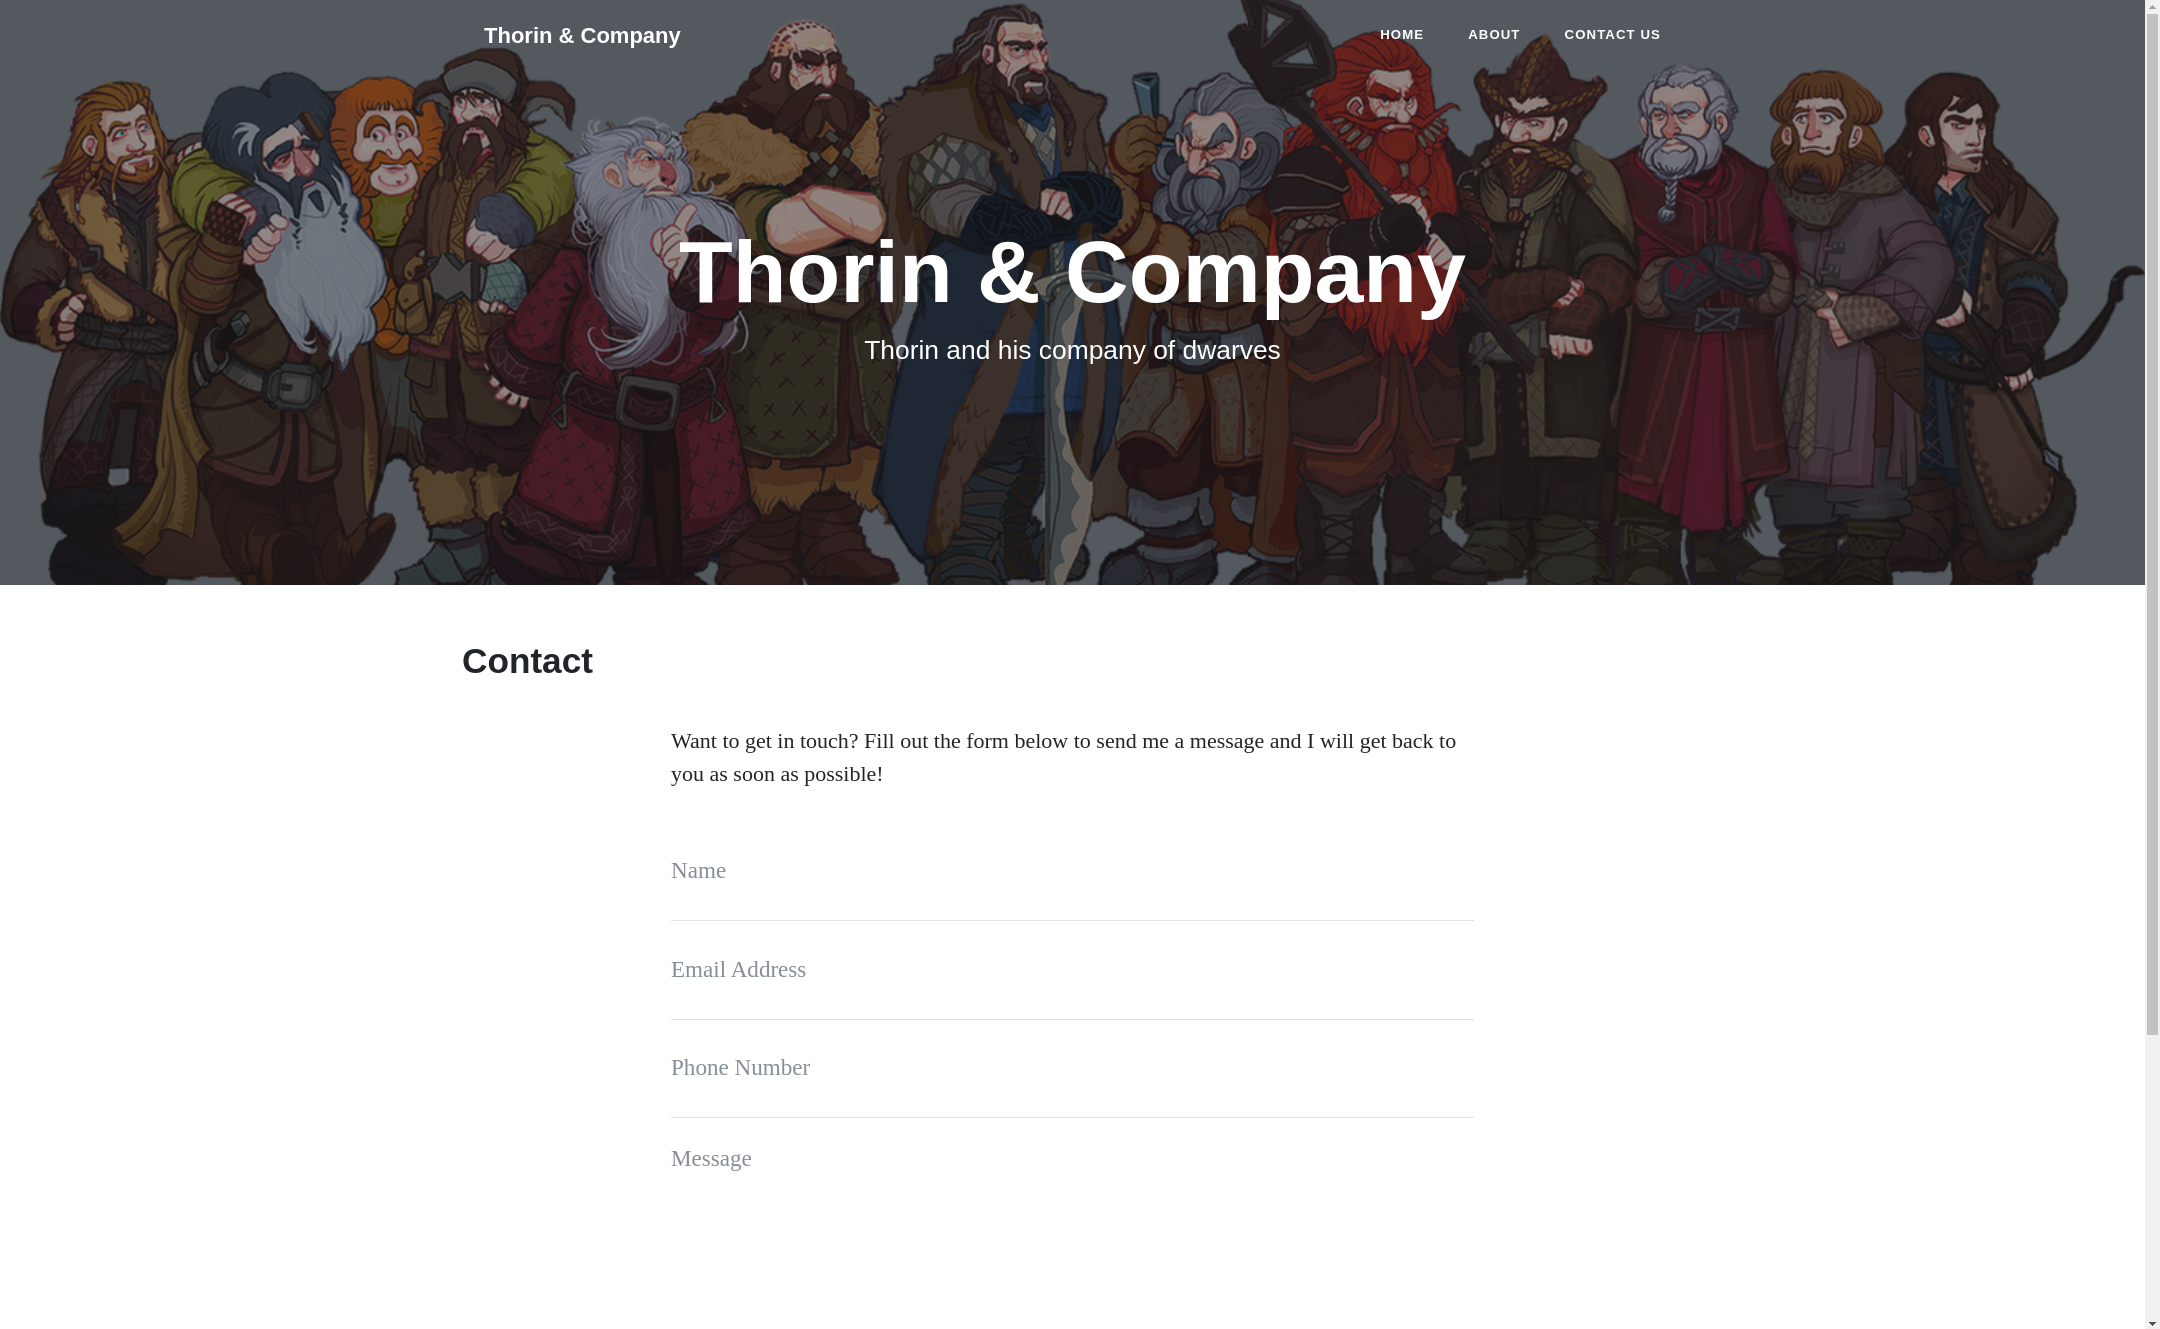 Thorin & Company
HOME ABOUT CONTACT US
Thorin & Company
Thorin and his company of dwarves
Contact
Want to get in touch? Fill out the form below to send me a message and I will get back to
you as soon as possible!
Name
Email Address
Phone Number
Message